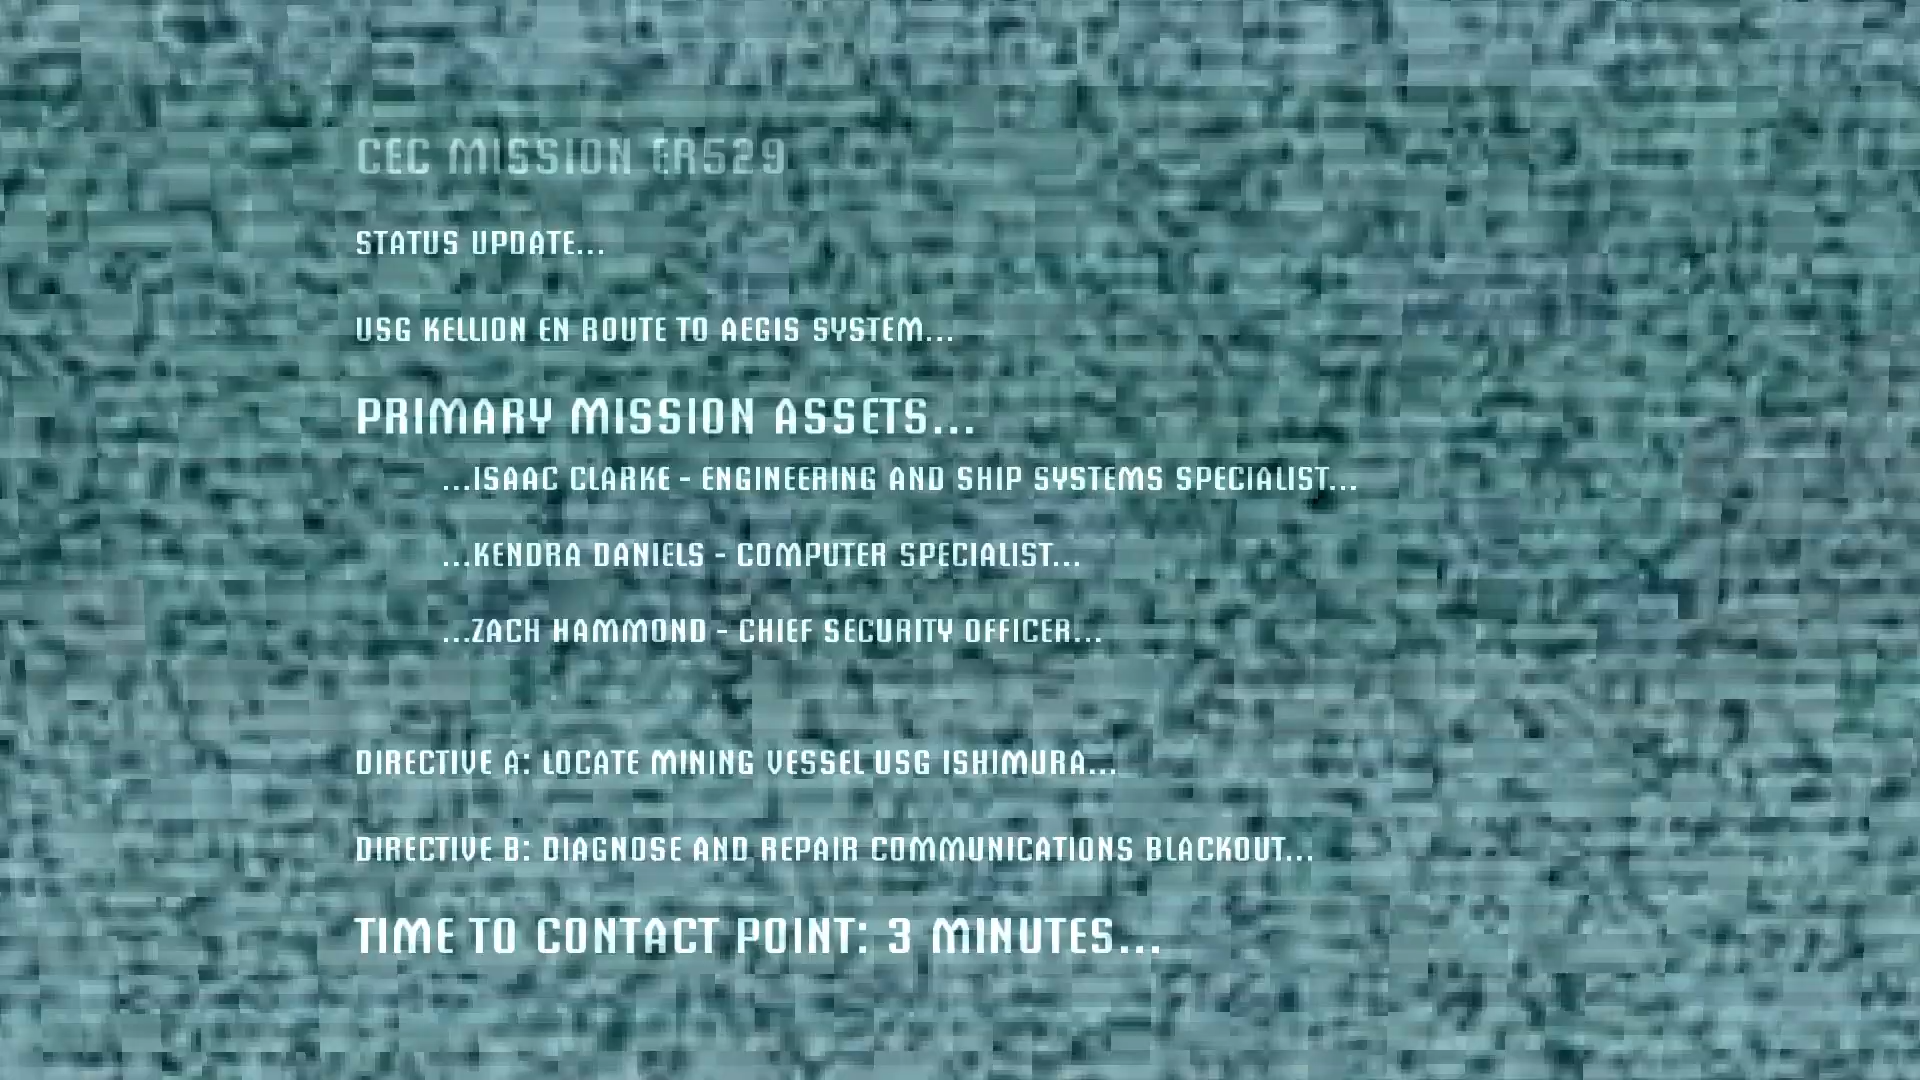 CEC MISSION ER529
STATUS UPDATE...
USG KELLION EN ROUTE TO AEGIS SYSTEM...
PRIMARY MISSION ASSETS...
...ISAAC CLARKE - ENGINEERING AND SHIP SYSTEMS SPECIALIST...
...KENDRA DANIELS - COMPUTER SPECIALIST...
...ZACH HAMMOND - CHIEF SECURITY OFFICER...
DIRECTIVE A: LOCATE MINING VESSEL USG ISHIMURA...
DIRECTIVE B: DIAGNOSE AND REPAIR COMMUNICATIONS BLACKOUT...
TIME TO CONTACT POINT: 3 MINUTES...